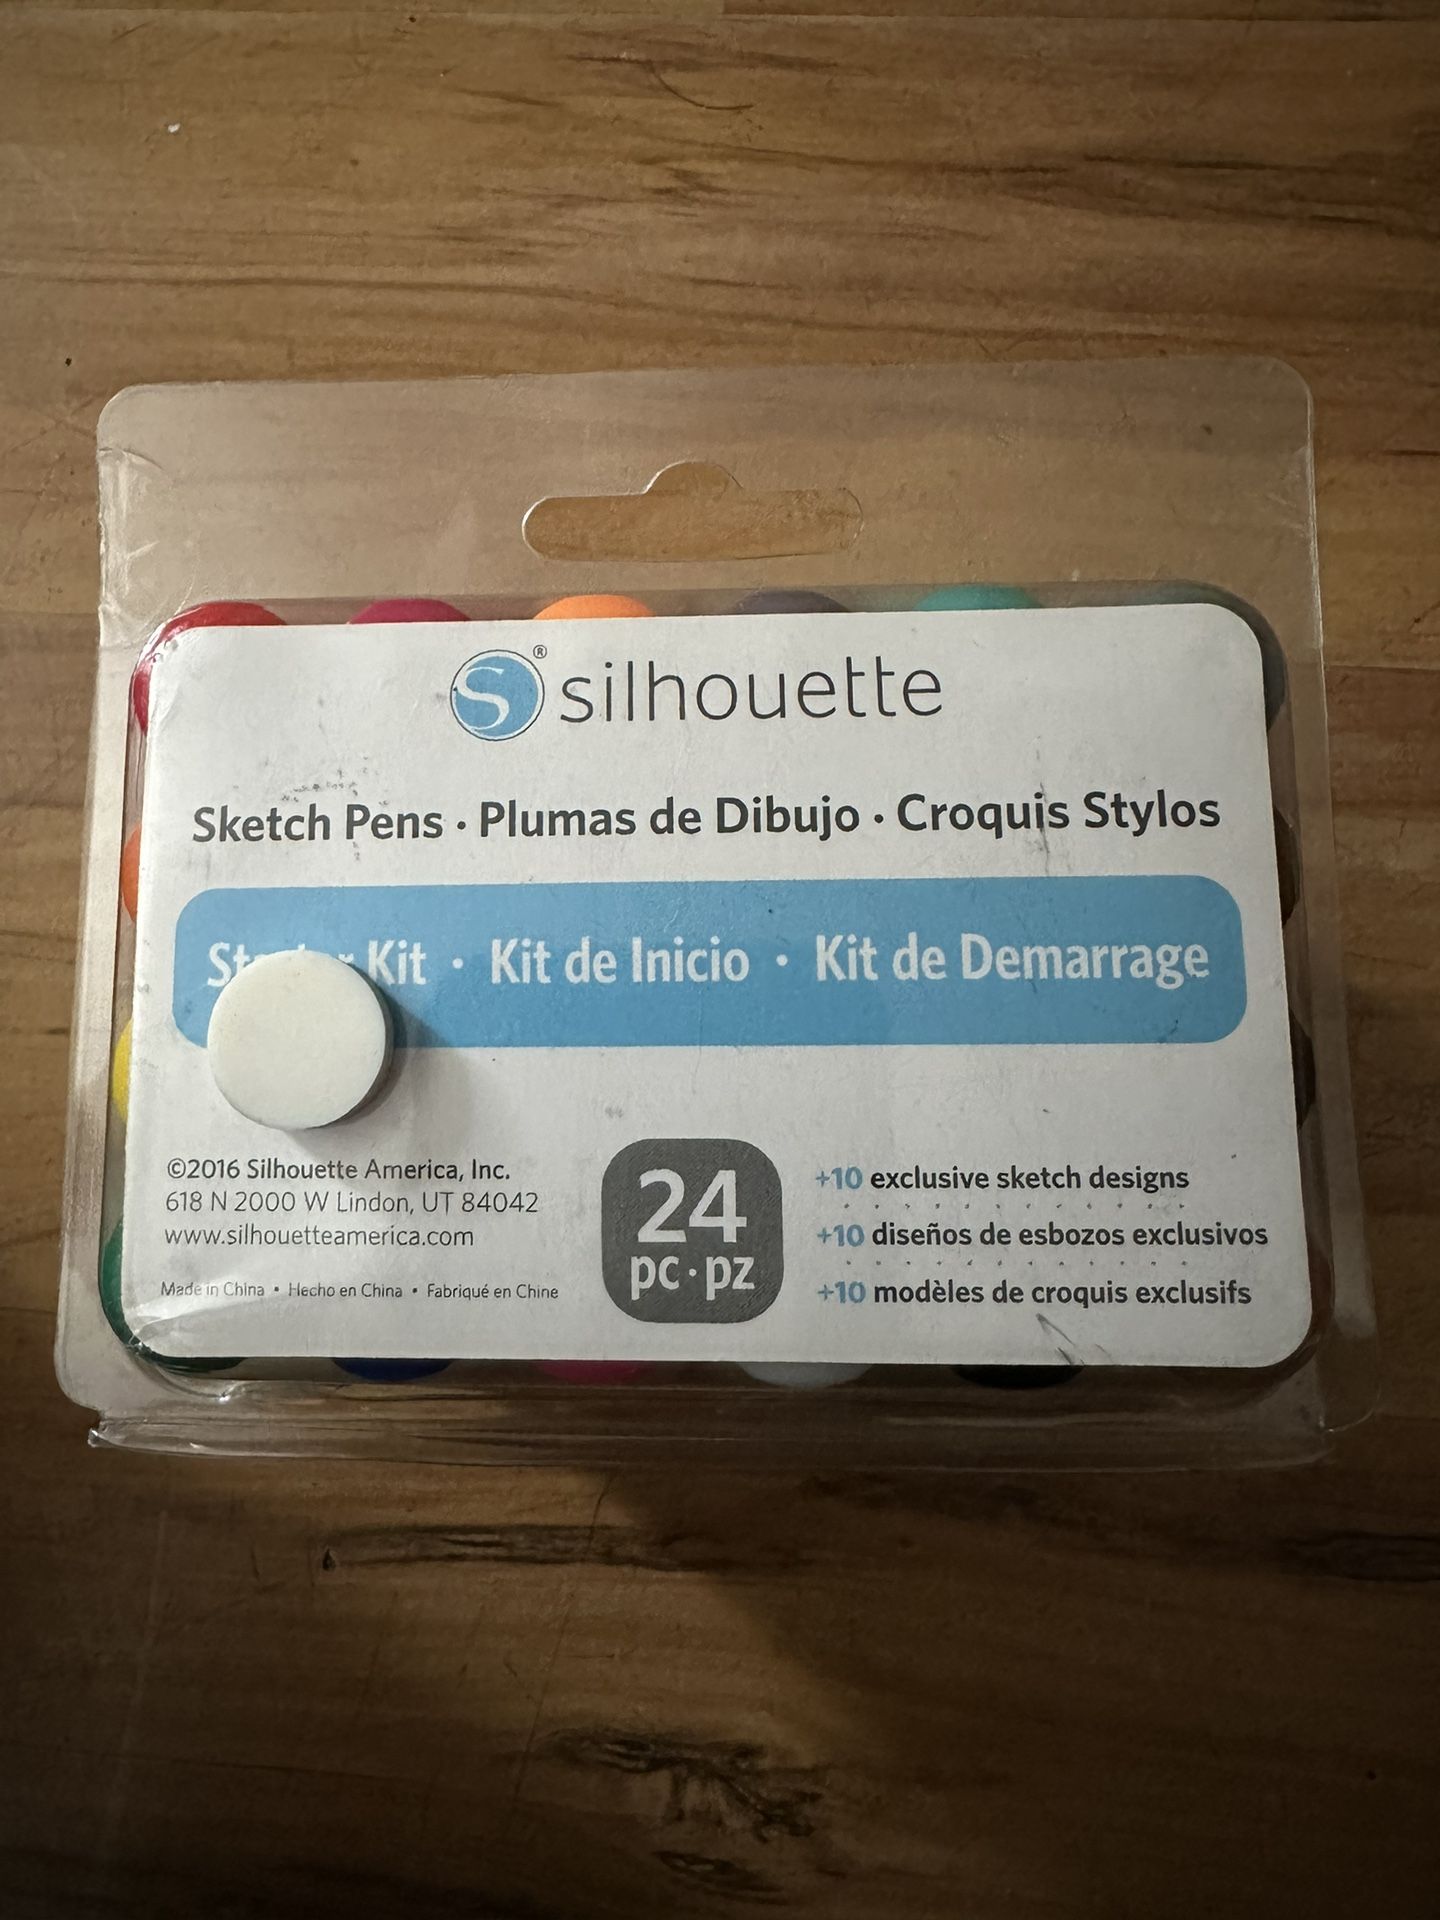 ® silhouette
Sketch Pens · Plumas de Dibujo · Croquis Stylos
Kit · Kit de Inicio · Kit de Demarrage
©2016 Silhouette America, Inc.
618 N 2000 W Lindon, UT 84042
www.silhouetteamerica.com
Made in China • Hecho en China • Fabriqué en Chine
24
pc·pz
+10 exclusive sketch designs
+10 diseños de esbozos exclusivos
+10 modèles de croquis exclusifs